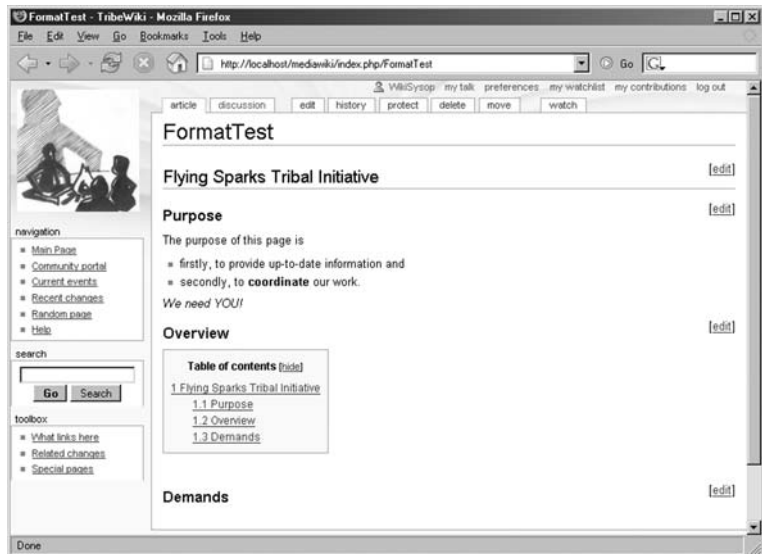 FormatTest - TribeWiki - Mozilla Firefox
File Edit View Go Bookmarks Tools Help
http://localhost/mediawiki/index.php/FormatTest Go G
WikiSysop my talk preferences my watchlist my contributions log out
article discussion edit history protect delete move watch
FormatTest
Flying Sparks Tribal Initiative [edit]
Purpose [edit]
The purpose of this page is
firstly, to provide up-to-date information and
secondly, to coordinate our work.
We need YOU!
Overview [edit]
Table of contents [hide]
1 Flying Sparks Tribal Initiative
1.1 Purpose
1.2 Overview
1.3 Demands
Demands [edit]
navigation
Main Page
Community portal
Current events
Recent changes
Random page
Help
search
Go Search
toolbox
What links here
Related changes
Special pages
Done